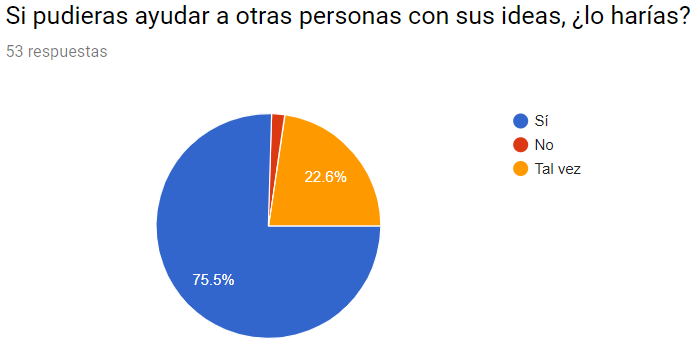 Si pudieras ayudar a otras personas con sus ideas, ¿lo harías?
53 respuestas
Sí
No
Tal vez
22.6%
75.5%